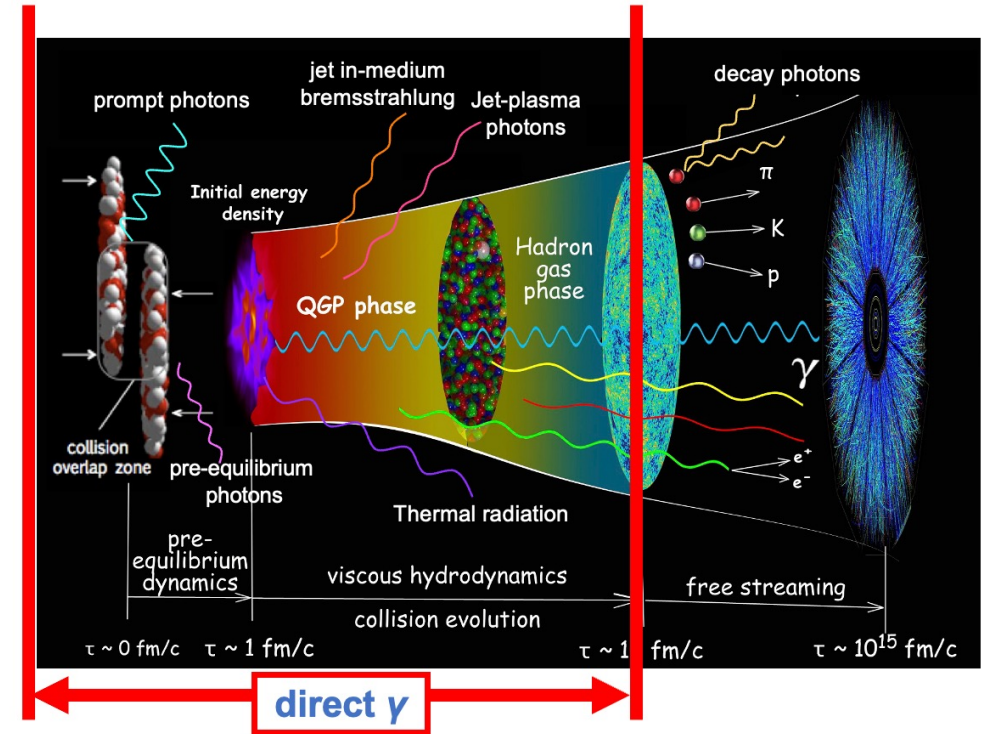 jet in-medium
bremsstrahlung
decay photons
prompt photons
Jet-plasma
photons
π
Initial energy
density
K
Hadron
gas
phase
p
QGP phase
γ
collision
overlap zone
pre-equilibrium
photons
e⁺
e⁻
Thermal radiation
pre-
equilibrium
dynamics
viscous hydrodynamics
free streaming
collision evolution
τ ~ 0 fm/c
τ ~ 1 fm/c
τ ~ 1 fm/c
τ ~ 10¹⁵ fm/c
direct γ